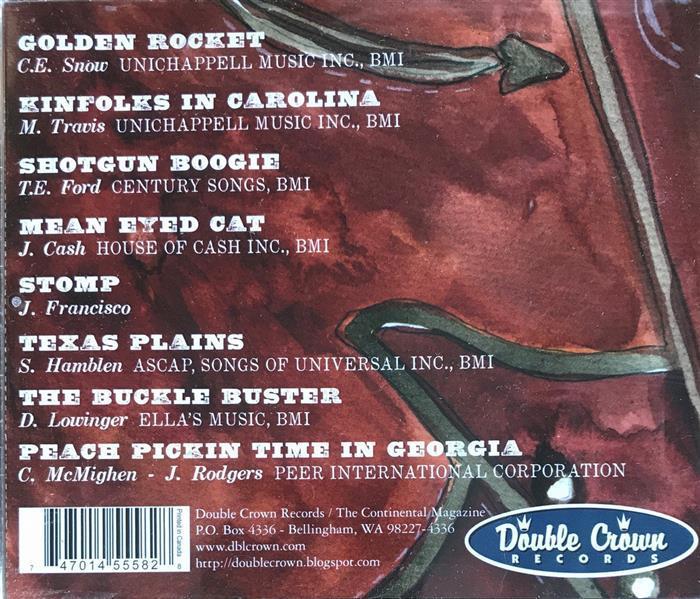 GOLDEN ROCKET
C.E. Snow UNICHAPPELL MUSIC INC., BMI
KINFOLKS IN CAROLINA
M. Travis UNICHAPPELL MUSIC INC., BMI
SHOTGUN BOOGIE
T.E. Ford CENTURY SONGS, BMI
MEAN EYED CAT
J. Cash HOUSE OF CASH INC., BMI
STOMP
J. Francisco
TEXAS PLAINS
S. Hamblen ASCAP, SONGS OF UNIVERSAL INC., BMI
THE BUCKLE BUSTER
D. Lowinger ELLA'S MUSIC, BMI
PEACH PICKIN TIME IN GEORGIA
C. McMighen - J. Rodgers PEER INTERNATIONAL CORPORATION
7 47014 55582 6
Printed in Canada
Double Crown Records / The Continental Magazine
P.O. Box 4336 - Bellingham, WA 98227-4336
www.dblcrown.com
http://doublecrown.blogspot.com
Double Crown
RECORDS